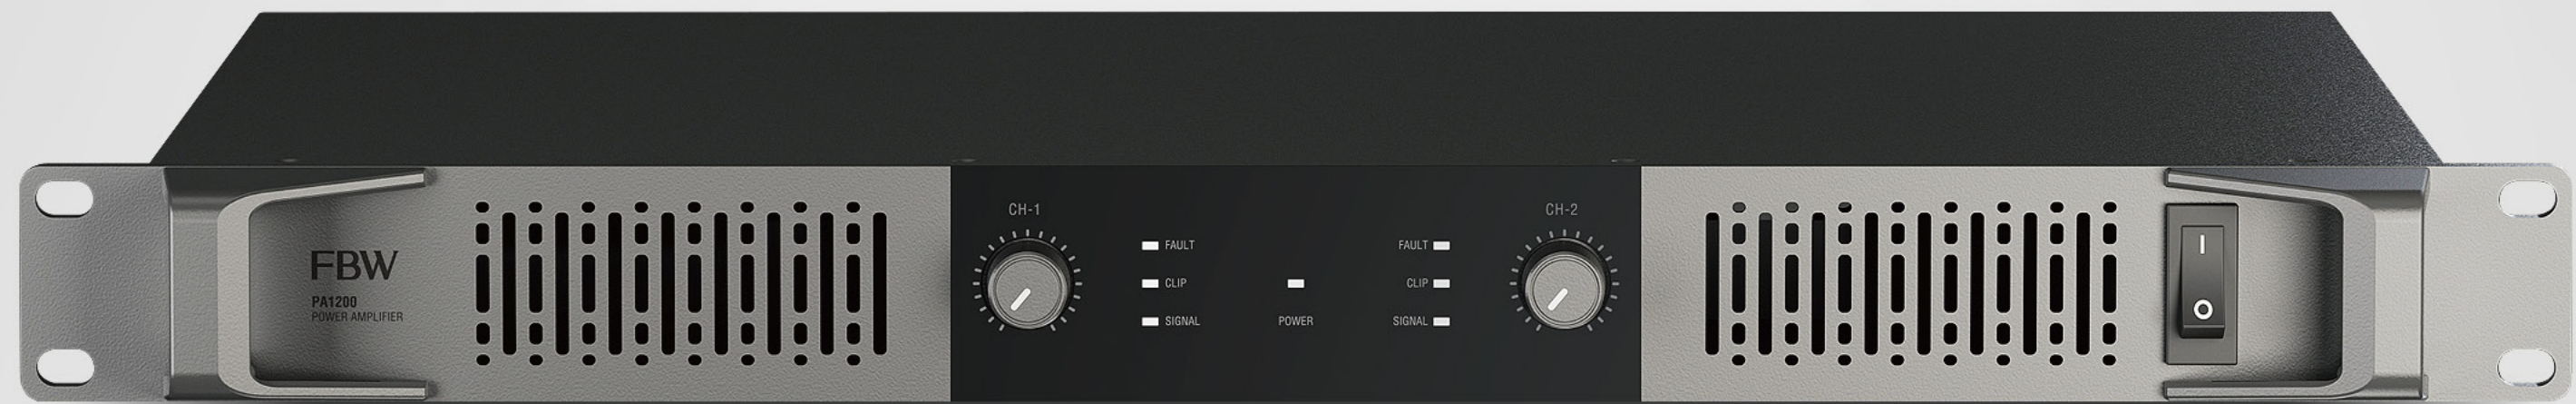 FBW
PA1200
POWER AMPLIFIER
CH-1
FAULT
CLIP
SIGNAL
POWER
FAULT
CLIP
SIGNAL
CH-2
I
O